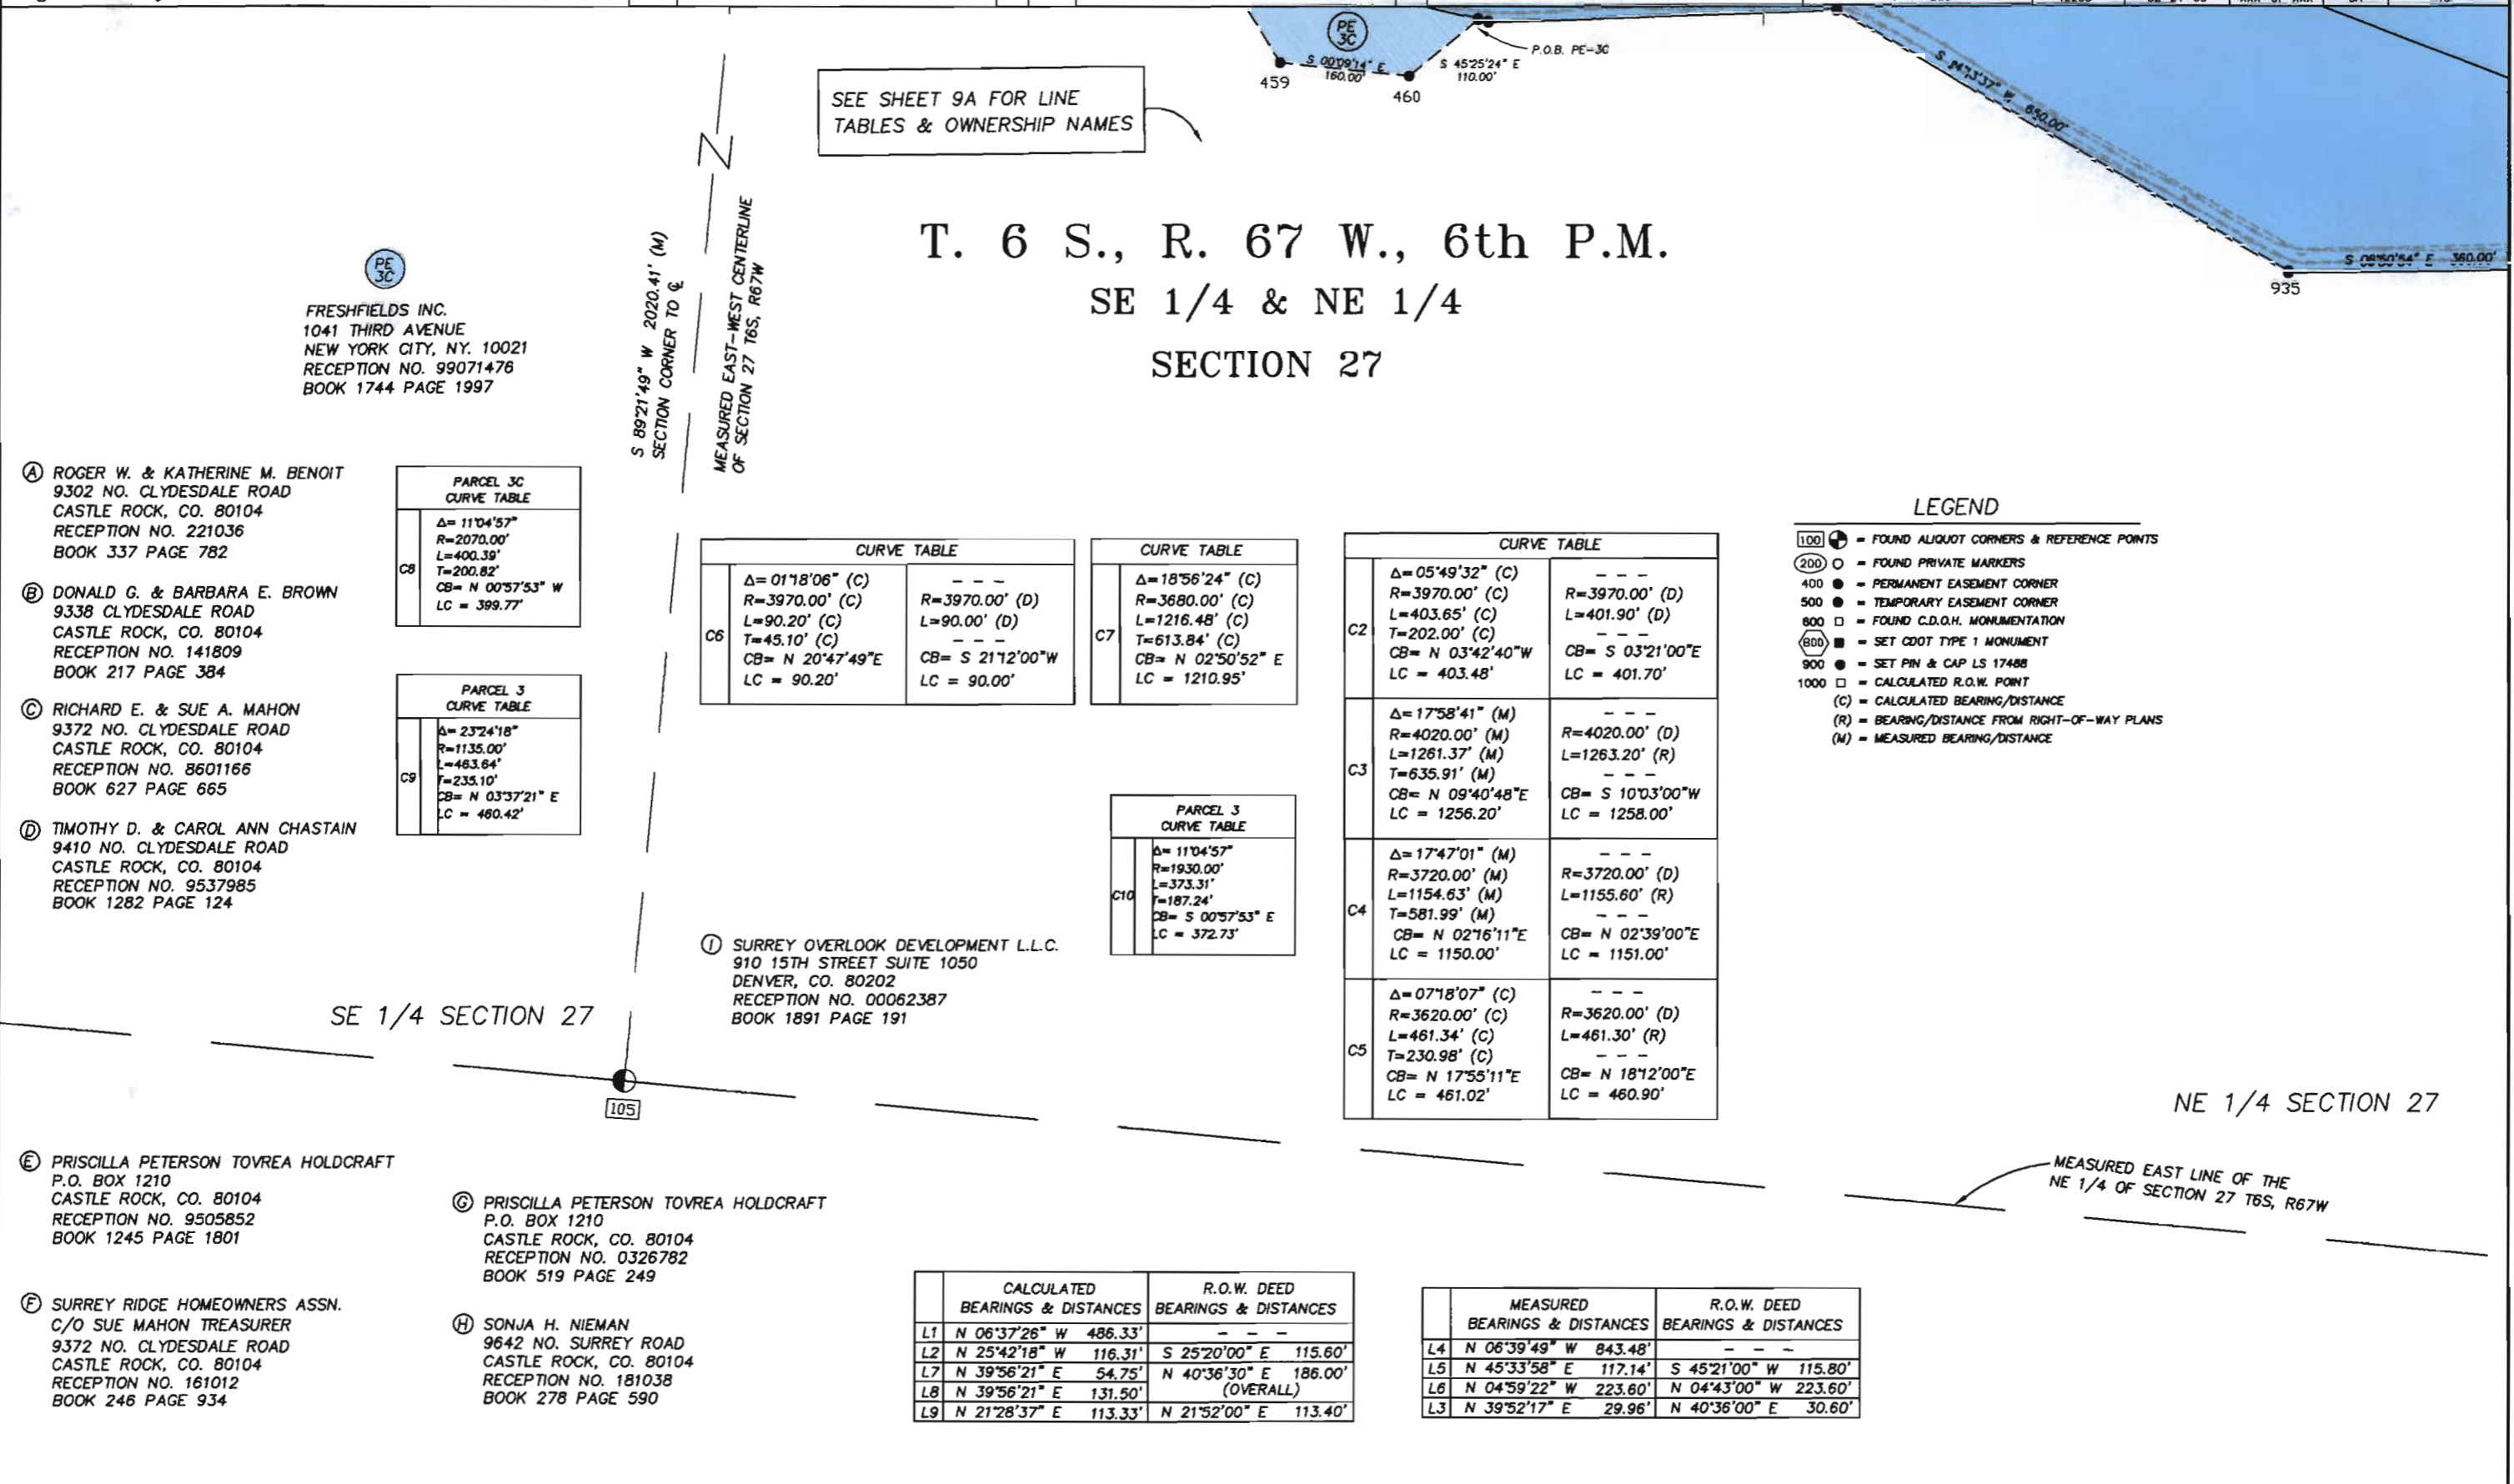 PE
3C
P.O.B. PE-3C
S 00°09'14" E
160.00'
S 45°25'24" E
110.00'
459
460
S 24°13'37" W 650.00'
S 08°50'54" E 360.00'
935
SEE SHEET 9A FOR LINE
TABLES & OWNERSHIP NAMES
T. 6 S., R. 67 W., 6th P.M.
SE 1/4 & NE 1/4
SECTION 27
S 89°21'49" W 2020.41' (M)
SECTION CORNER TO ℄
MEASURED EAST-WEST CENTERLINE
OF SECTION 27 T6S, R67W
PE
3C
FRESHFIELDS INC.
1041 THIRD AVENUE
NEW YORK CITY, NY. 10021
RECEPTION NO. 99071476
BOOK 1744 PAGE 1997
Ⓐ ROGER W. & KATHERINE M. BENOIT
9302 NO. CLYDESDALE ROAD
CASTLE ROCK, CO. 80104
RECEPTION NO. 221036
BOOK 337 PAGE 782
Ⓑ DONALD G. & BARBARA E. BROWN
9338 CLYDESDALE ROAD
CASTLE ROCK, CO. 80104
RECEPTION NO. 141809
BOOK 217 PAGE 384
Ⓒ RICHARD E. & SUE A. MAHON
9372 NO. CLYDESDALE ROAD
CASTLE ROCK, CO. 80104
RECEPTION NO. 8601166
BOOK 627 PAGE 665
Ⓓ TIMOTHY D. & CAROL ANN CHASTAIN
9410 NO. CLYDESDALE ROAD
CASTLE ROCK, CO. 80104
RECEPTION NO. 9537985
BOOK 1282 PAGE 124
PARCEL 3C
CURVE TABLE
C8
Δ= 11°04'57"
R=2070.00'
L=400.39'
T=200.82'
CB= N 00°57'53" W
LC = 399.77'
PARCEL 3
CURVE TABLE
C9
Δ= 23°24'18"
R=1135.00'
L=463.64'
T=235.10'
CB= N 03°37'21" E
LC = 460.42'
CURVE TABLE
C6
Δ= 01°18'06" (C)
R=3970.00' (C)
L=90.20' (C)
T=45.10' (C)
CB= N 20°47'49"E
LC = 90.20'
- - -
R=3970.00' (D)
L=90.00' (D)
- - -
CB= S 21°12'00"W
LC = 90.00'
CURVE TABLE
C7
Δ=18°56'24" (C)
R=3680.00' (C)
L=1216.48' (C)
T=613.84' (C)
CB= N 02°50'52" E
LC = 1210.95'
PARCEL 3
CURVE TABLE
C10
Δ= 11°04'57"
R=1930.00'
L=373.31'
T=187.24'
CB= S 00°57'53" E
LC = 372.73'
CURVE TABLE
C2
Δ=05°49'32" (C)
R=3970.00' (C)
L=403.65' (C)
T=202.00' (C)
CB= N 03°42'40"W
LC = 403.48'
- - -
R=3970.00' (D)
L=401.90' (D)
- - -
CB= S 03°21'00"E
LC = 401.70'
C3
Δ=17°58'41" (M)
R=4020.00' (M)
L=1261.37' (M)
T=635.91' (M)
CB= N 09°40'48"E
LC = 1256.20'
- - -
R=4020.00' (D)
L=1263.20' (R)
- - -
CB= S 10°03'00"W
LC = 1258.00'
C4
Δ=17°47'01" (M)
R=3720.00' (M)
L=1154.63' (M)
T=581.99' (M)
CB= N 02°16'11"E
LC = 1150.00'
- - -
R=3720.00' (D)
L=1155.60' (R)
- - -
CB= N 02°39'00"E
LC = 1151.00'
C5
Δ=07°18'07" (C)
R=3620.00' (C)
L=461.34' (C)
T=230.98' (C)
CB= N 17°55'11"E
LC = 461.02'
- - -
R=3620.00' (D)
L=461.30' (R)
- - -
CB= N 18°12'00"E
LC = 460.90'
LEGEND
100 = FOUND ALIQUOT CORNERS & REFERENCE POINTS
200 ○ = FOUND PRIVATE MARKERS
400 ● = PERMANENT EASEMENT CORNER
500 ● = TEMPORARY EASEMENT CORNER
600 □ = FOUND C.D.O.H. MONUMENTATION
800 ■ = SET CDOT TYPE 1 MONUMENT
900 ● = SET PIN & CAP LS 17488
1000 □ = CALCULATED R.O.W. POINT
(C) = CALCULATED BEARING/DISTANCE
(R) = BEARING/DISTANCE FROM RIGHT-OF-WAY PLANS
(M) = MEASURED BEARING/DISTANCE
Ⓘ SURREY OVERLOOK DEVELOPMENT L.L.C.
910 15TH STREET SUITE 1050
DENVER, CO. 80202
RECEPTION NO. 00062387
BOOK 1891 PAGE 191
SE 1/4 SECTION 27
105
NE 1/4 SECTION 27
MEASURED EAST LINE OF THE
NE 1/4 OF SECTION 27 T6S, R67W
Ⓔ PRISCILLA PETERSON TOVREA HOLDCRAFT
P.O. BOX 1210
CASTLE ROCK, CO. 80104
RECEPTION NO. 9505852
BOOK 1245 PAGE 1801
Ⓕ SURREY RIDGE HOMEOWNERS ASSN.
C/O SUE MAHON TREASURER
9372 NO. CLYDESDALE ROAD
CASTLE ROCK, CO. 80104
RECEPTION NO. 161012
BOOK 246 PAGE 934
Ⓖ PRISCILLA PETERSON TOVREA HOLDCRAFT
P.O. BOX 1210
CASTLE ROCK, CO. 80104
RECEPTION NO. 0326782
BOOK 519 PAGE 249
Ⓗ SONJA H. NIEMAN
9642 NO. SURREY ROAD
CASTLE ROCK, CO. 80104
RECEPTION NO. 181038
BOOK 278 PAGE 590
CALCULATED
BEARINGS & DISTANCES
R.O.W. DEED
BEARINGS & DISTANCES
L1 N 06°37'26" W 486.33' - - -
L2 N 25°42'18" W 116.31' S 25°20'00" E 115.60'
L7 N 39°56'21" E 54.75' N 40°36'30" E 186.00'
L8 N 39°56'21" E 131.50' (OVERALL)
L9 N 21°28'37" E 113.33' N 21°52'00" E 113.40'
MEASURED
BEARINGS & DISTANCES
R.O.W. DEED
BEARINGS & DISTANCES
L4 N 06°39'49" W 843.48' - - -
L5 N 45°33'58" E 117.14' S 45°21'00" W 115.80'
L6 N 04°59'22" W 223.60' N 04°43'00" W 223.60'
L3 N 39°52'17" E 29.96' N 40°36'00" E 30.60'